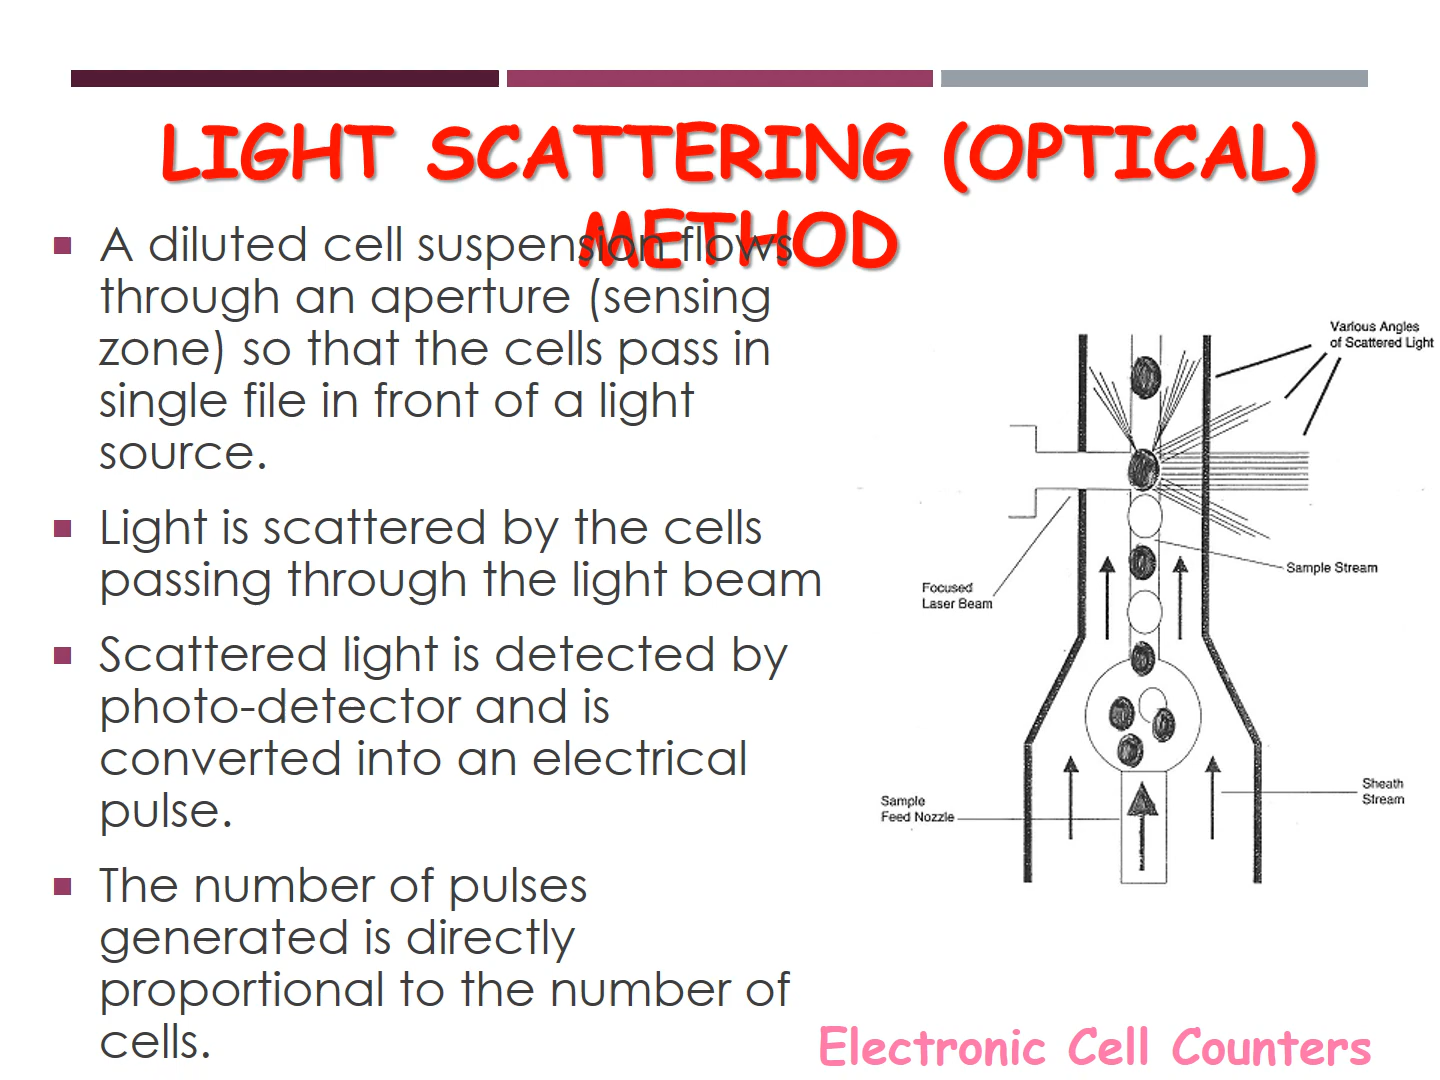 LIGHT SCATTERING (OPTICAL)
METHOD
A diluted cell suspension flows
through an aperture (sensing
zone) so that the cells pass in
single file in front of a light
source.
Light is scattered by the cells
passing through the light beam
Scattered light is detected by
photo-detector and is
converted into an electrical
pulse.
The number of pulses
generated is directly
proportional to the number of
cells.
Various Angles
of Scattered Light
Sample Stream
Focused
Laser Beam
Sheath
Stream
Sample
Feed Nozzle
Electronic Cell Counters